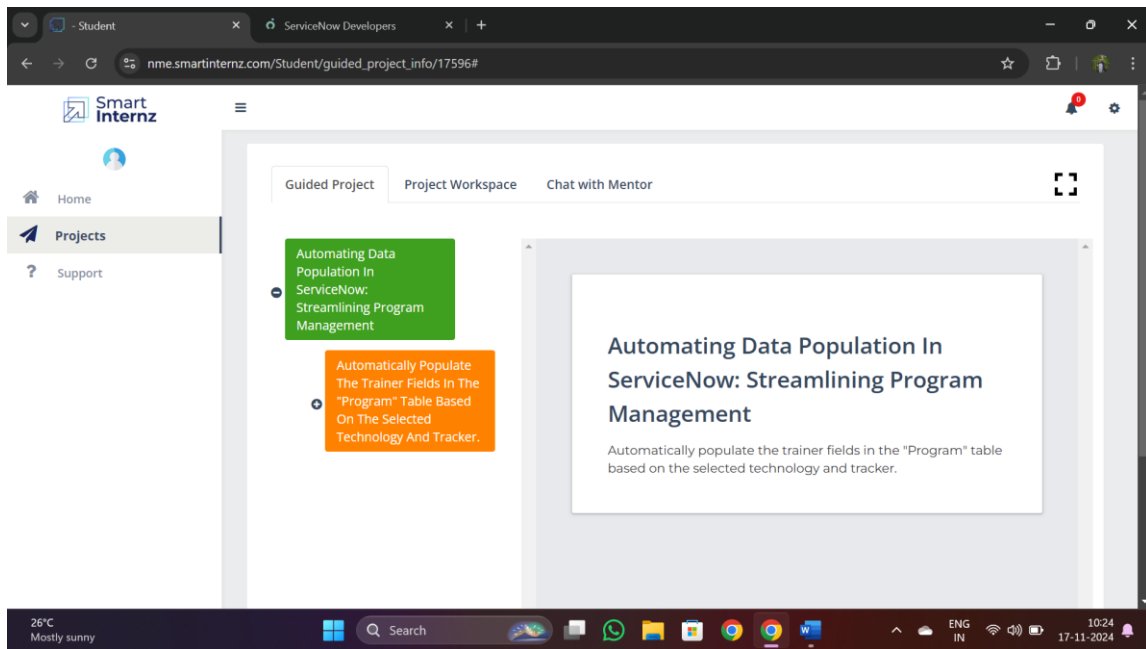 - Student
ServiceNow Developers
nme.smartinternz.com/Student/guided_project_info/17596#
Smart
Internz
0
Home
Projects
Support
Guided Project
Project Workspace
Chat with Mentor
Automating Data
Population In
ServiceNow:
Streamlining Program
Management
Automatically Populate
The Trainer Fields In The
"Program" Table Based
On The Selected
Technology And Tracker.
Automating Data Population In
ServiceNow: Streamlining Program
Management
Automatically populate the trainer fields in the "Program" table
based on the selected technology and tracker.
26°C
Mostly sunny
Search
ENG
IN
10:24
17-11-2024